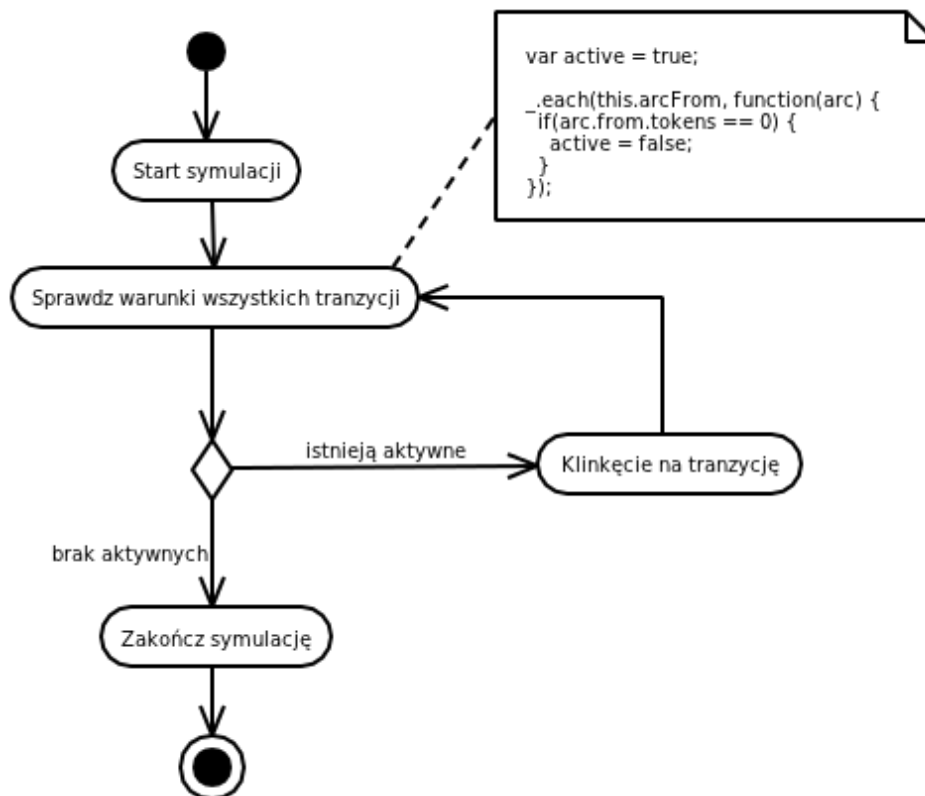 var active = true;
_.each(this.arcFrom, function(arc) {
if(arc.from.tokens == 0) {
active = false;
}
});
Start symulacji
Sprawdz warunki wszystkich tranzycji
istnieją aktywne
Klinkęcie na tranzycję
brak aktywnych
Zakończ symulację